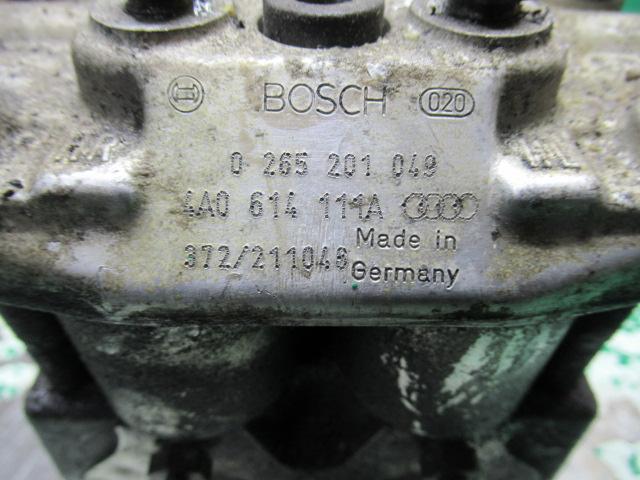 BOSCH 020
0 265 201 049
4A0 614 111A
Made in
372/211046
Germany